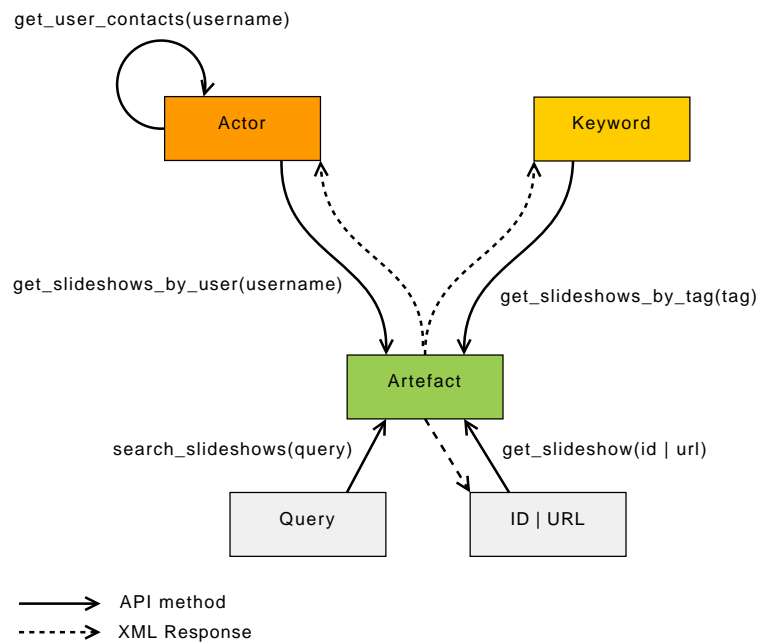 get_user_contacts(username)
Actor
Keyword
get_slideshows_by_user(username)
get_slideshows_by_tag(tag)
Artefact
search_slideshows(query)
get_slideshow(id | url)
Query
ID | URL
API method
XML Response